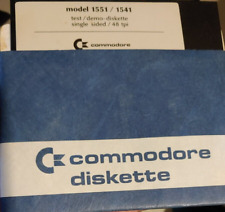 model 1551/1541
test/demo-diskette
single sided/48 tpi
commodore
commodore
diskette